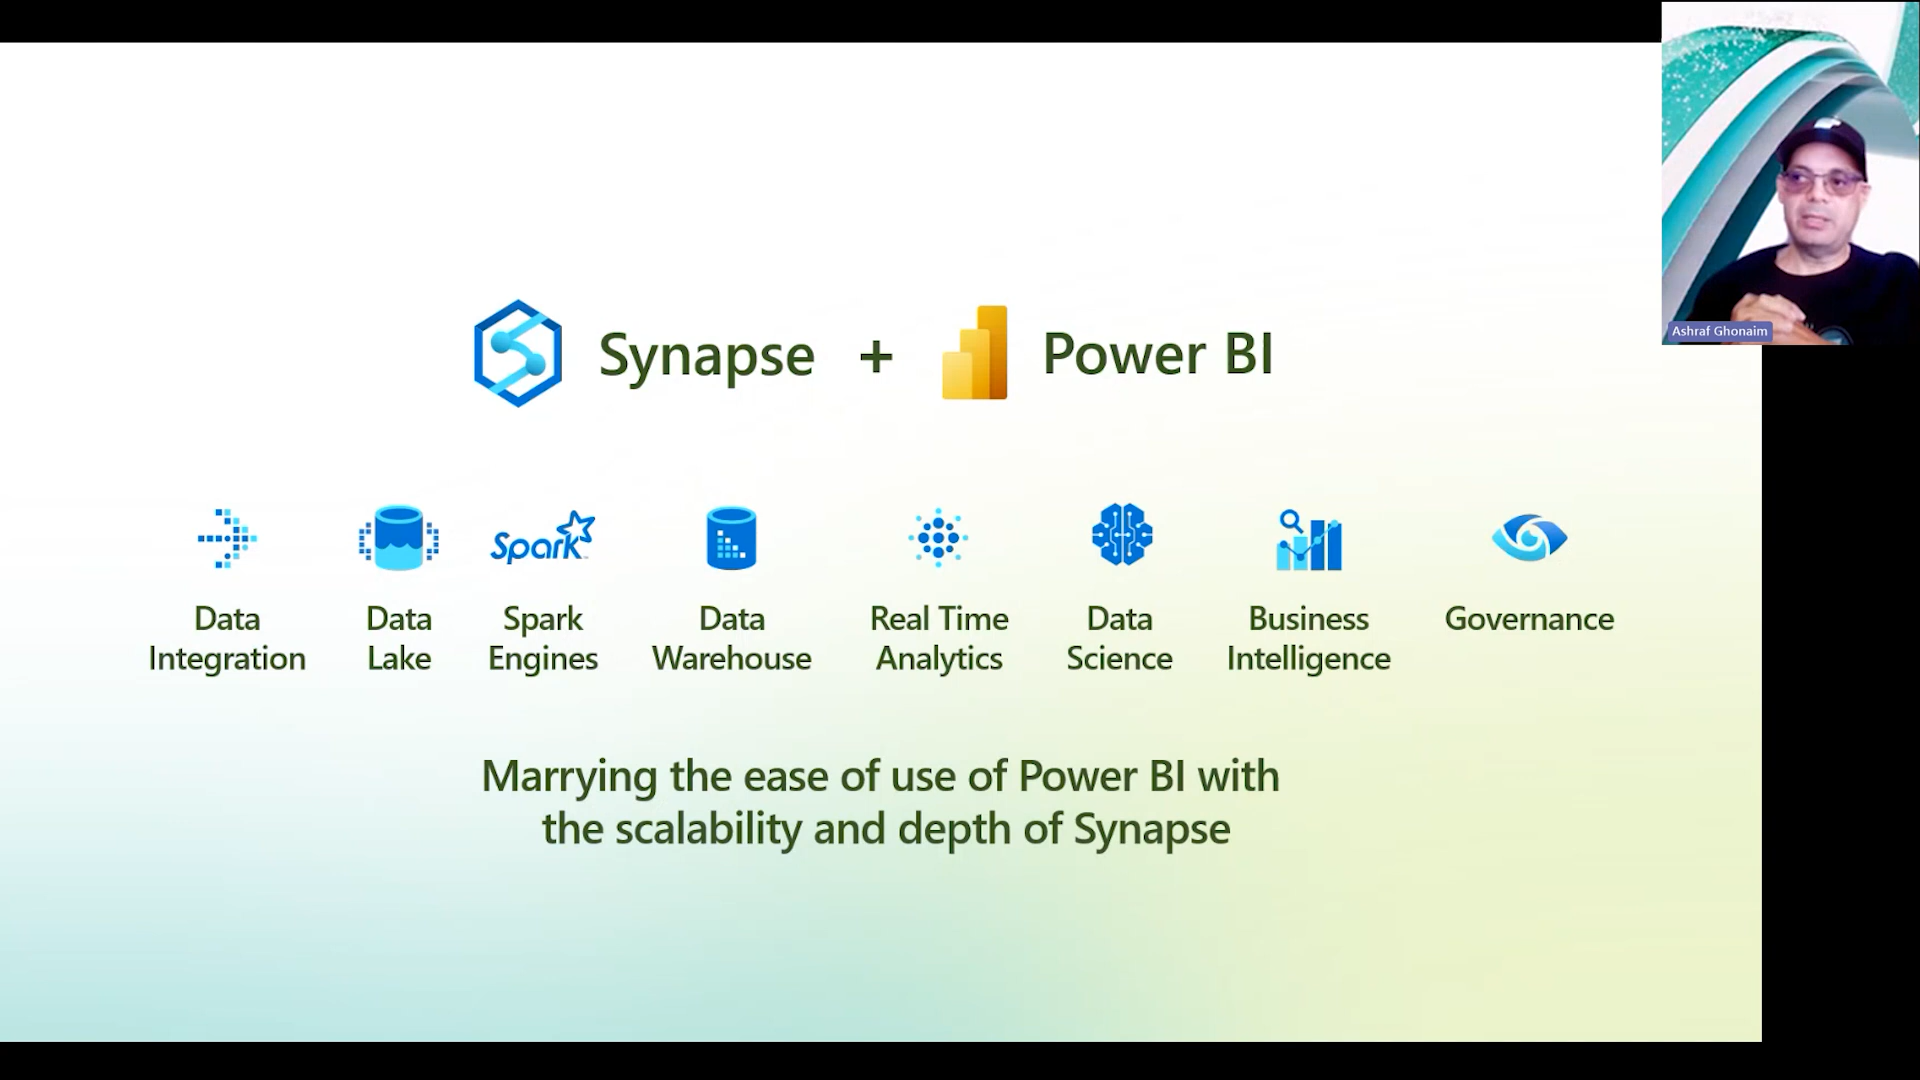 Ashraf Ghonaim
Synapse + Power BI
Spark
Data Integration
Data Lake
Spark Engines
Data Warehouse
Real Time Analytics
Data Science
Business Intelligence
Governance
Marrying the ease of use of Power BI with
the scalability and depth of Synapse